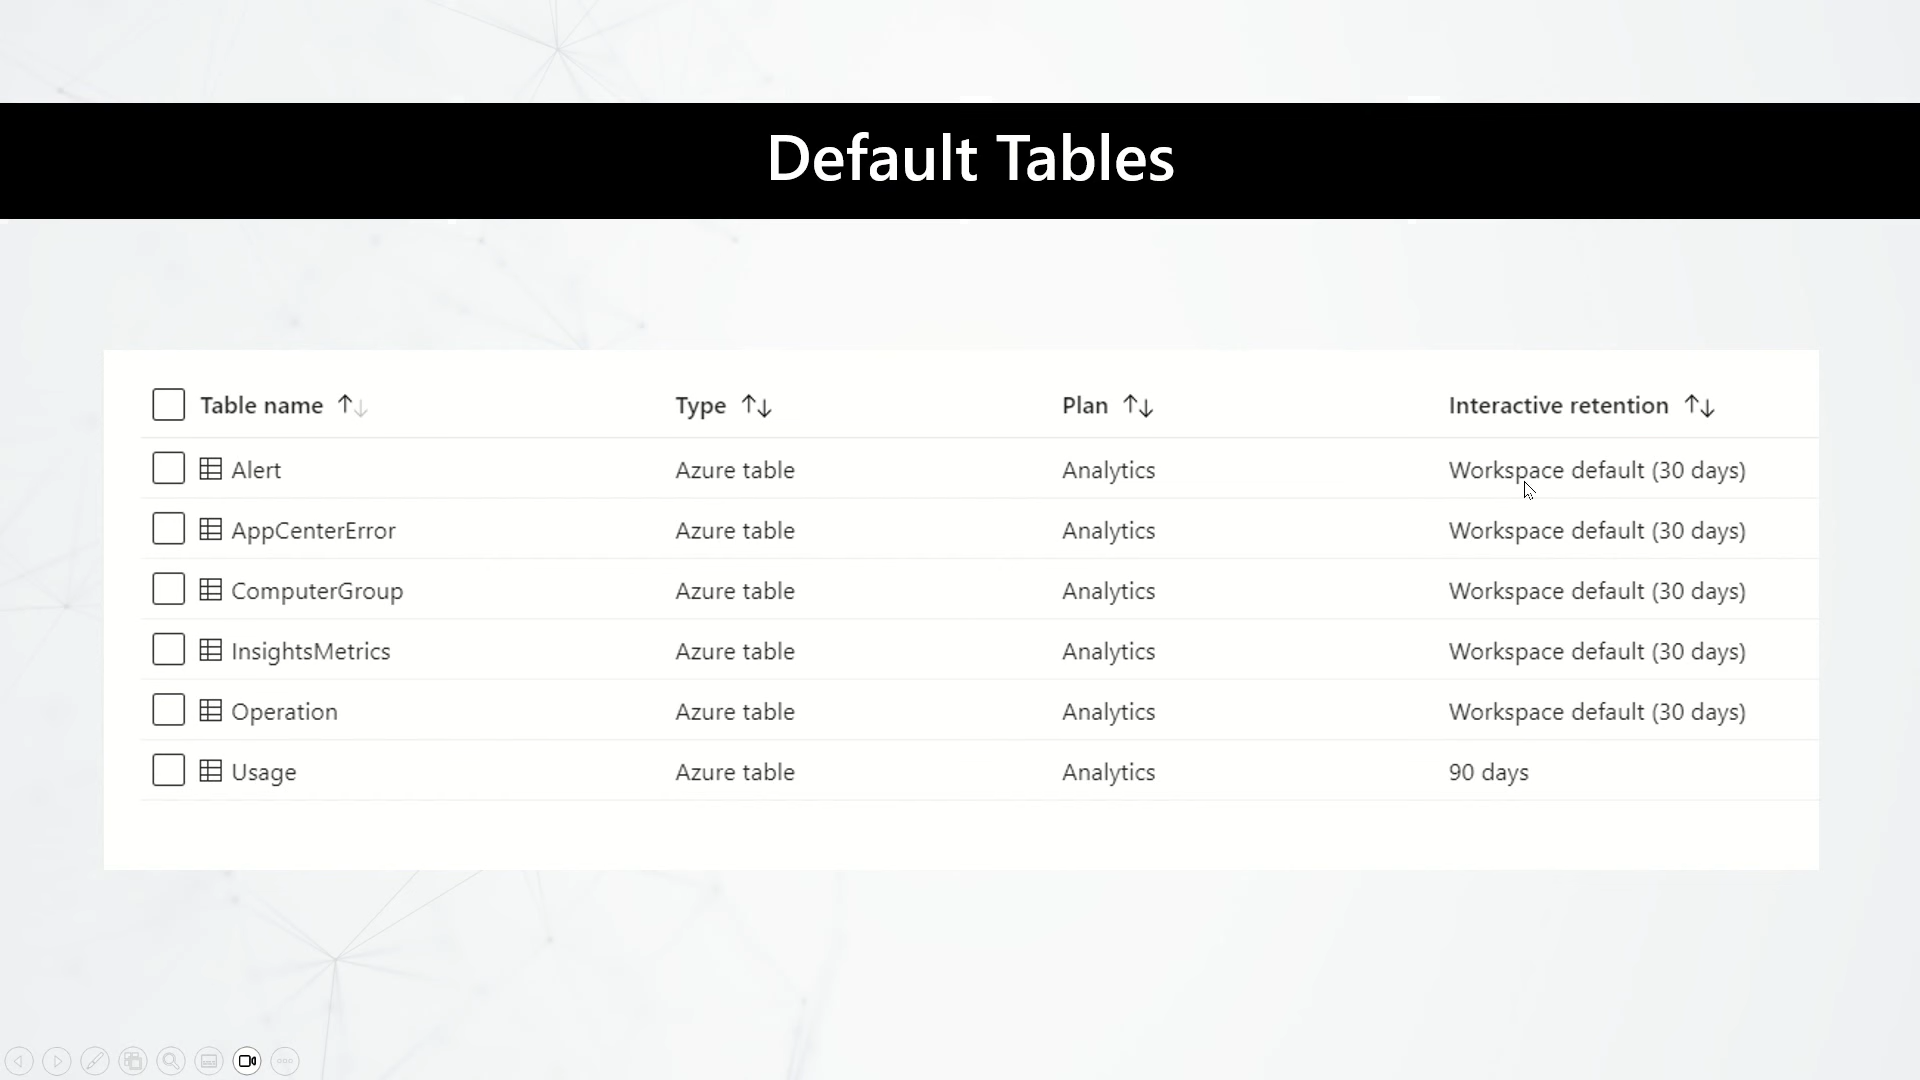 Default Tables
Table name ↑↓ Type ↑↓ Plan ↑↓ Interactive retention ↑↓
Alert Azure table Analytics Workspace default (30 days)
AppCenterError Azure table Analytics Workspace default (30 days)
ComputerGroup Azure table Analytics Workspace default (30 days)
InsightsMetrics Azure table Analytics Workspace default (30 days)
Operation Azure table Analytics Workspace default (30 days)
Usage Azure table Analytics 90 days